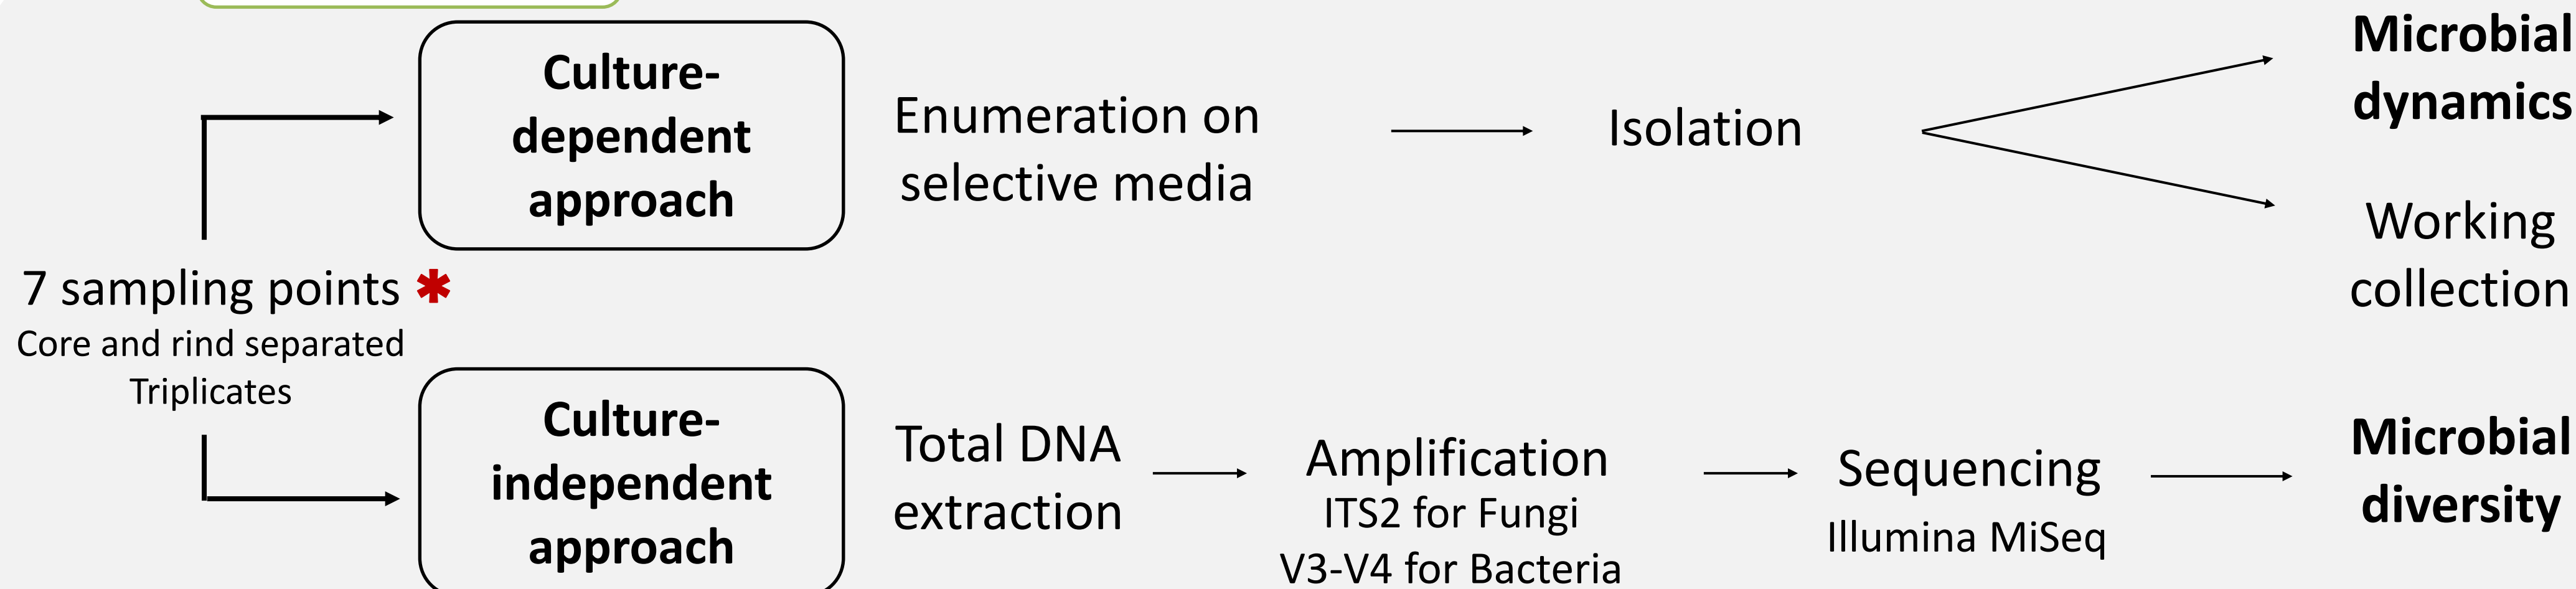 Culture-
dependent
approach
Enumeration on
selective media
Isolation
Microbial
dynamics
Working
collection
7 sampling points *
Core and rind separated
Triplicates
Culture-
independent
approach
Total DNA
extraction
Amplification
ITS2 for Fungi
V3-V4 for Bacteria
Sequencing
Illumina MiSeq
Microbial
diversity